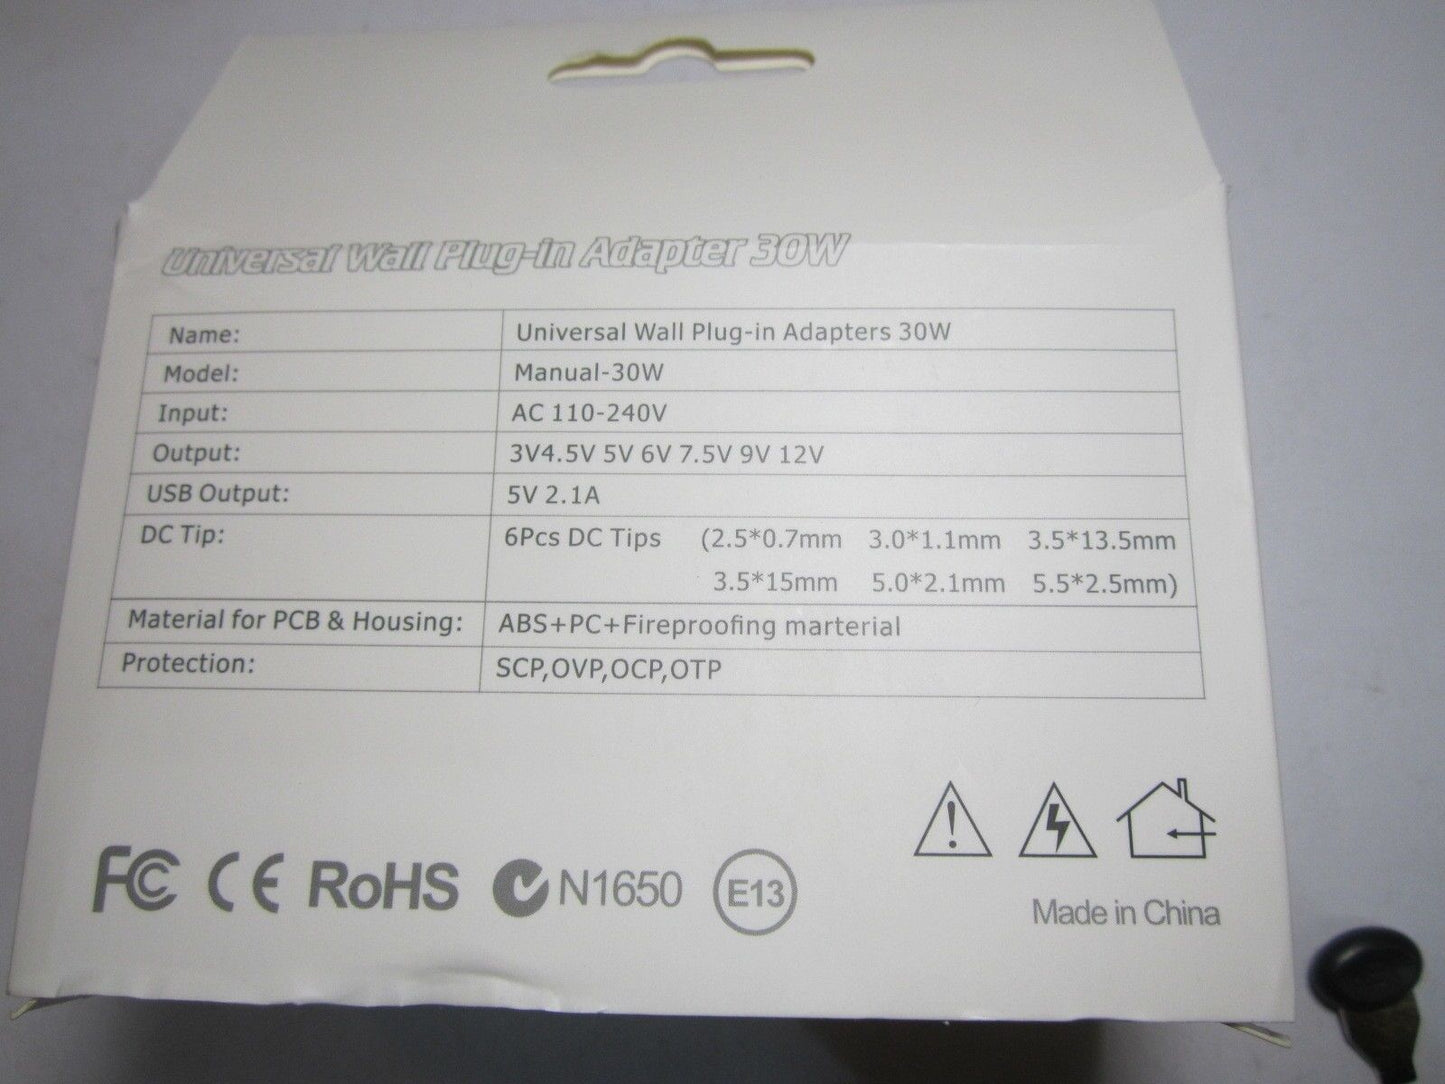 Universal Wall Plug-in Adapter 30W
Name: Universal Wall Plug-in Adapters 30W
Model: Manual-30W
Input: AC 110-240V
Output: 3V4.5V 5V 6V 7.5V 9V 12V
USB Output: 5V 2.1A
DC Tip: 6Pcs DC Tips (2.5*0.7mm 3.0*1.1mm 3.5*13.5mm
3.5*15mm 5.0*2.1mm 5.5*2.5mm)
Material for PCB & Housing: ABS+PC+Fireproofing marterial
Protection: SCP,OVP,OCP,OTP
FC CE RoHS N1650 E13
Made in China